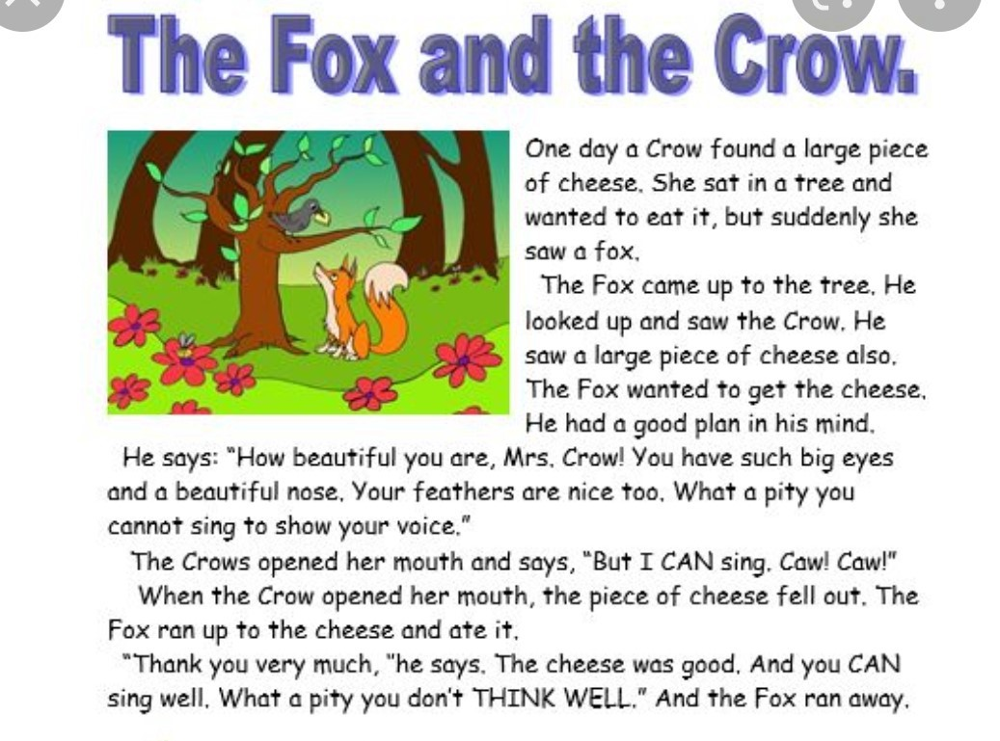 The Fox and the Crow.
One day a Crow found a large piece
of cheese. She sat in a tree and
wanted to eat it, but suddenly she
saw a fox.
The Fox came up to the tree. He
looked up and saw the Crow. He
saw a large piece of cheese also.
The Fox wanted to get the cheese.
He had a good plan in his mind.
He says: “How beautiful you are, Mrs. Crow! You have such big eyes
and a beautiful nose. Your feathers are nice too. What a pity you
cannot sing to show your voice.”
The Crows opened her mouth and says, “But I CAN sing. Caw! Caw!”
When the Crow opened her mouth, the piece of cheese fell out. The
Fox ran up to the cheese and ate it.
“Thank you very much, “he says. The cheese was good. And you CAN
sing well. What a pity you don’t THINK WELL.” And the Fox ran away.